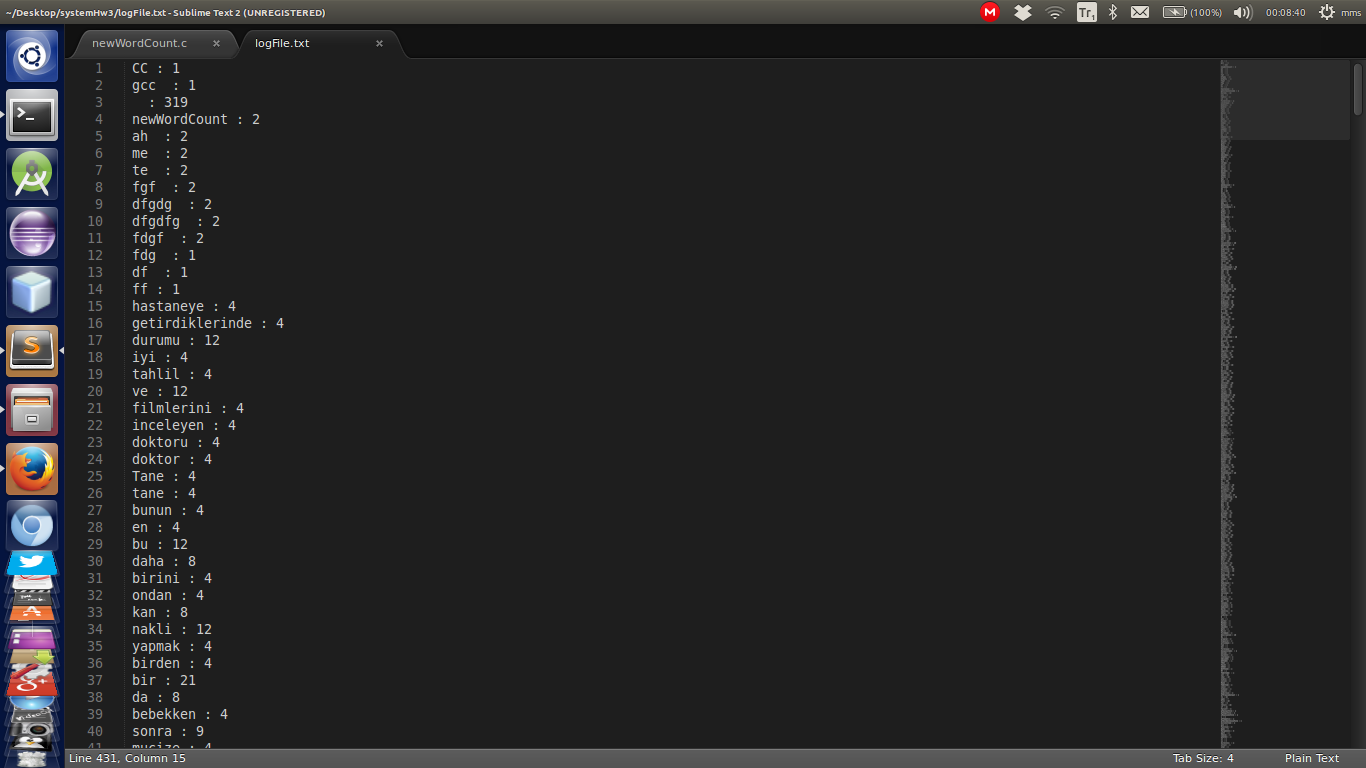 ~/Desktop/systemHw3/logFile.txt - Sublime Text 2 (UNREGISTERED)
Tr1 (100%) 00:08:40 mms
newWordCount.c × logFile.txt ×
1 CC : 1
2 gcc  : 1
3   : 319
4 newWordCount : 2
5 ah  : 2
6 me  : 2
7 te  : 2
8 fgf  : 2
9 dfgdg  : 2
10 dfgdfg  : 2
11 fdgf  : 2
12 fdg  : 1
13 df  : 1
14 ff : 1
15 hastaneye : 4
16 getirdiklerinde : 4
17 durumu : 12
18 iyi : 4
19 tahlil : 4
20 ve : 12
21 filmlerini : 4
22 inceleyen : 4
23 doktoru : 4
24 doktor : 4
25 Tane : 4
26 tane : 4
27 bunun : 4
28 en : 4
29 bu : 12
30 daha : 8
31 birini : 4
32 ondan : 4
33 kan : 8
34 nakli : 12
35 yapmak : 4
36 birden : 4
37 bir : 21
38 da : 8
39 bebekken : 4
40 sonra : 9
41 mucize : 4
Line 431, Column 15 Tab Size: 4 Plain Text